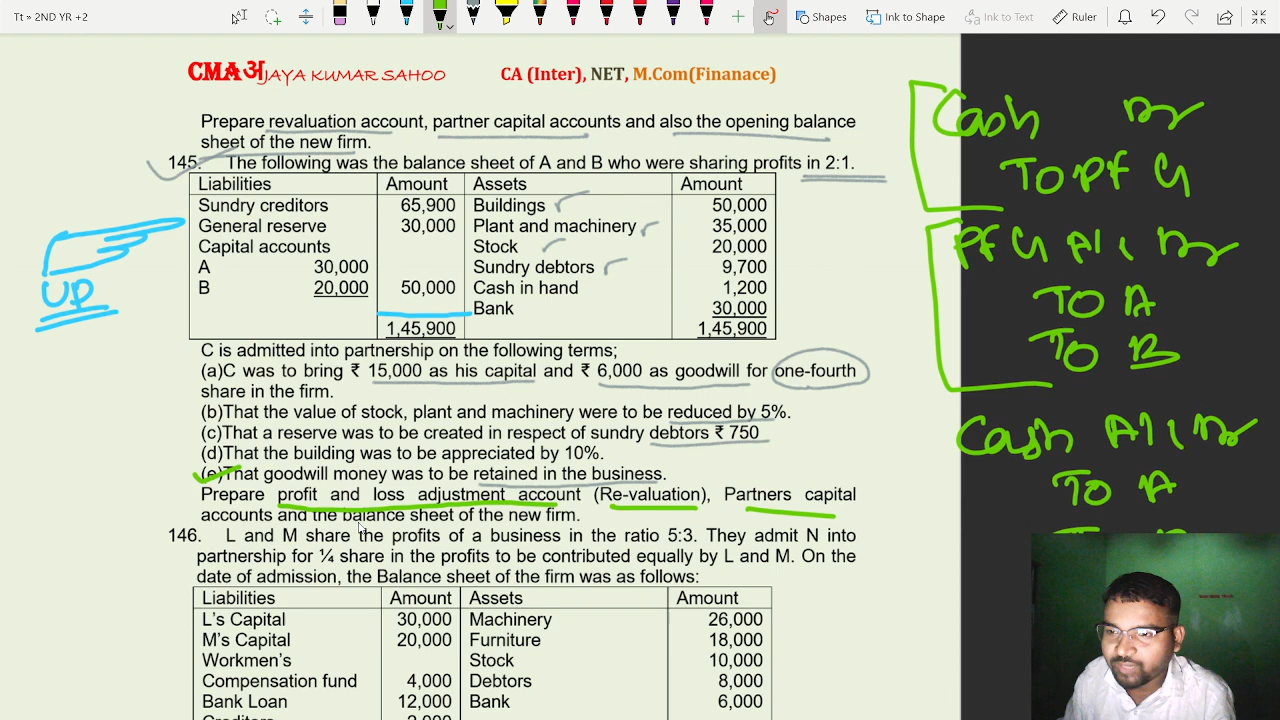 Tt » 2ND YR +2
Shapes Ink to Shape Ink to Text Ruler
CMA अJAYA KUMAR SAHOO CA (Inter), NET, M.Com(Finanace)
Prepare revaluation account, partner capital accounts and also the opening balance
sheet of the new firm.
145. The following was the balance sheet of A and B who were sharing profits in 2:1.
Liabilities Amount Assets Amount
Sundry creditors 65,900 Buildings 50,000
General reserve 30,000 Plant and machinery 35,000
Capital accounts Stock 20,000
A 30,000 Sundry debtors 9,700
B 20,000 50,000 Cash in hand 1,200
Bank 30,000
1,45,900 1,45,900
UP
C is admitted into partnership on the following terms;
(a)C was to bring ₹ 15,000 as his capital and ₹ 6,000 as goodwill for one-fourth
share in the firm.
(b)That the value of stock, plant and machinery were to be reduced by 5%.
(c)That a reserve was to be created in respect of sundry debtors ₹ 750
(d)That the building was to be appreciated by 10%.
(e)That goodwill money was to be retained in the business.
Prepare profit and loss adjustment account (Re-valuation), Partners capital
accounts and the balance sheet of the new firm.
146. L and M share the profits of a business in the ratio 5:3. They admit N into
partnership for ¼ share in the profits to be contributed equally by L and M. On the
date of admission, the Balance sheet of the firm was as follows:
Liabilities Amount Assets Amount
L's Capital 30,000 Machinery 26,000
M's Capital 20,000 Furniture 18,000
Workmen's Stock 10,000
Compensation fund 4,000 Debtors 8,000
Bank Loan 12,000 Bank 6,000
Cash Dr
To Pf G
Pf G A/c Dr
To A
To B
Cash A/c Dr
To A